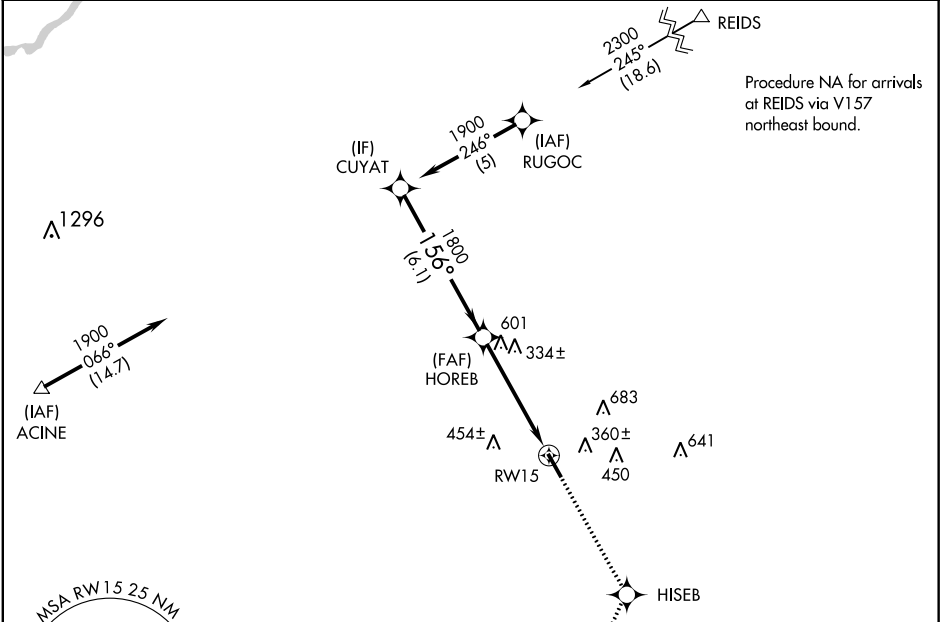 REIDS
2300
245°
(18.6)
Procedure NA for arrivals
at REIDS via V157
northeast bound.
1900
246°
(5)
(IAF)
RUGOC
(IF)
CUYAT
1296
1800
156°
(6.1)
1900
066°
(14.7)
(IAF)
ACINE
601
334±
(FAF)
HOREB
683
454±
360±
641
450
RW15
HISEB
MSA RW15 25 NM